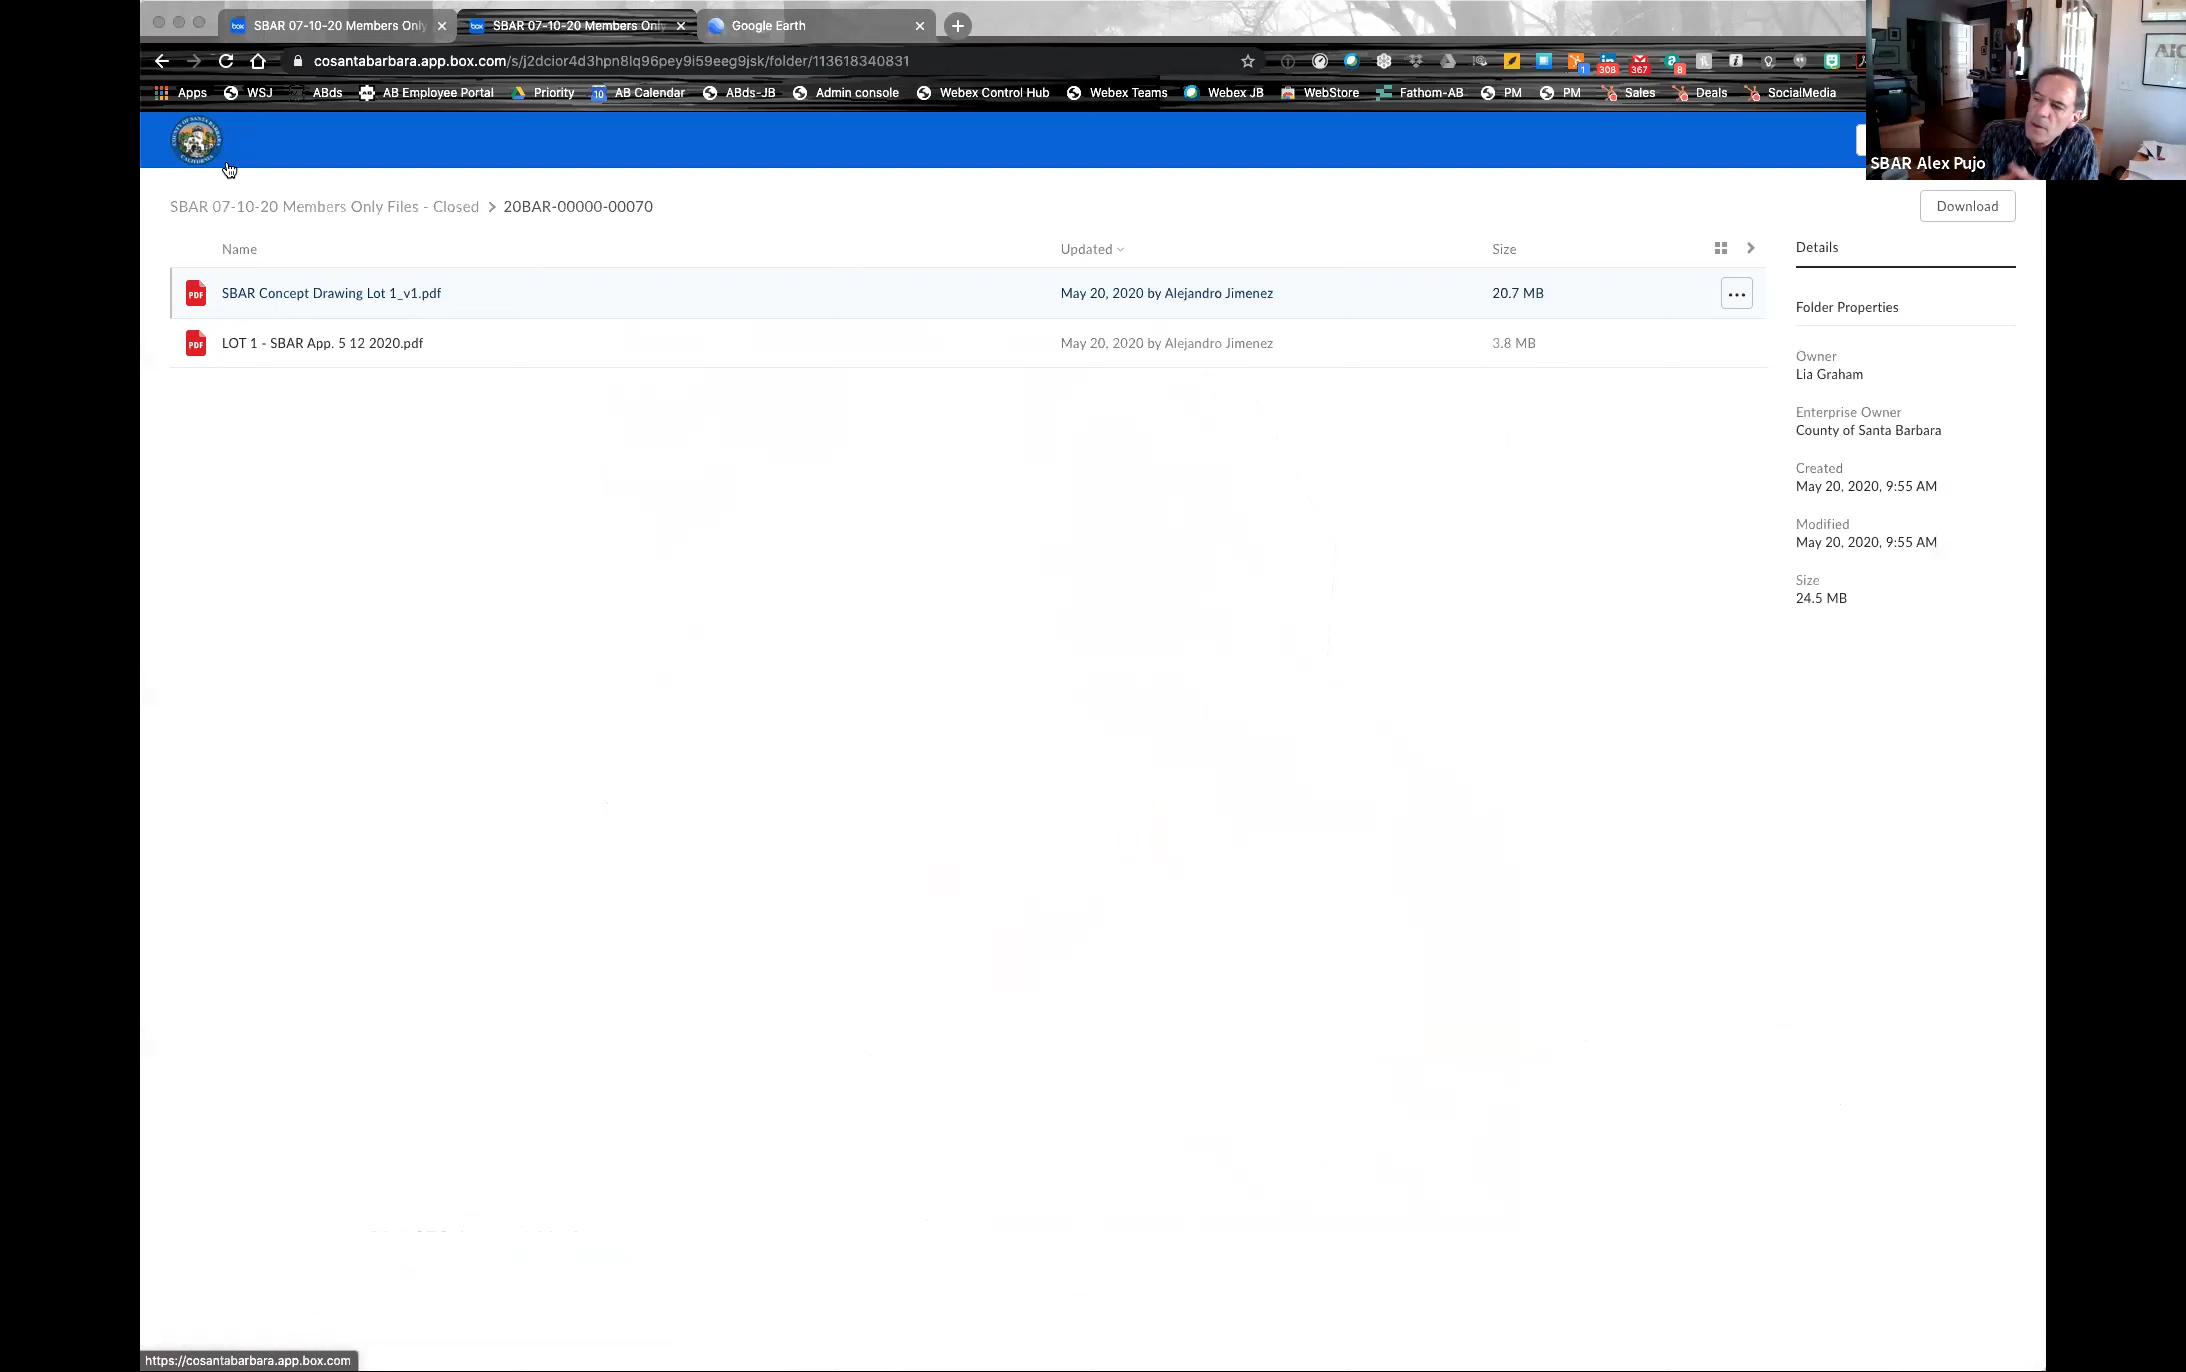 SBAR 07-10-20 Members Only
SBAR 07-10-20 Members Only
Google Earth
cosantabarbara.app.box.com/s/j2dcior4d3hpn8lq96pey9i59eeg9jsk/folder/113618340831
1
308
367
8
Apps
WSJ
ABds
AB Employee Portal
Priority
10
AB Calendar
ABds-JB
Admin console
Webex Control Hub
Webex Teams
Webex JB
WebStore
Fathom-AB
PM
PM
Sales
Deals
SocialMedia
SBAR Alex Pujo
SBAR 07-10-20 Members Only Files - Closed > 20BAR-00000-00070
Download
Name
Updated
Size
Details
PDF SBAR Concept Drawing Lot 1_v1.pdf
May 20, 2020 by Alejandro Jimenez
20.7 MB
PDF LOT 1 - SBAR App. 5 12 2020.pdf
May 20, 2020 by Alejandro Jimenez
3.8 MB
Folder Properties
Owner
Lia Graham
Enterprise Owner
County of Santa Barbara
Created
May 20, 2020, 9:55 AM
Modified
May 20, 2020, 9:55 AM
Size
24.5 MB
https://cosantabarbara.app.box.com